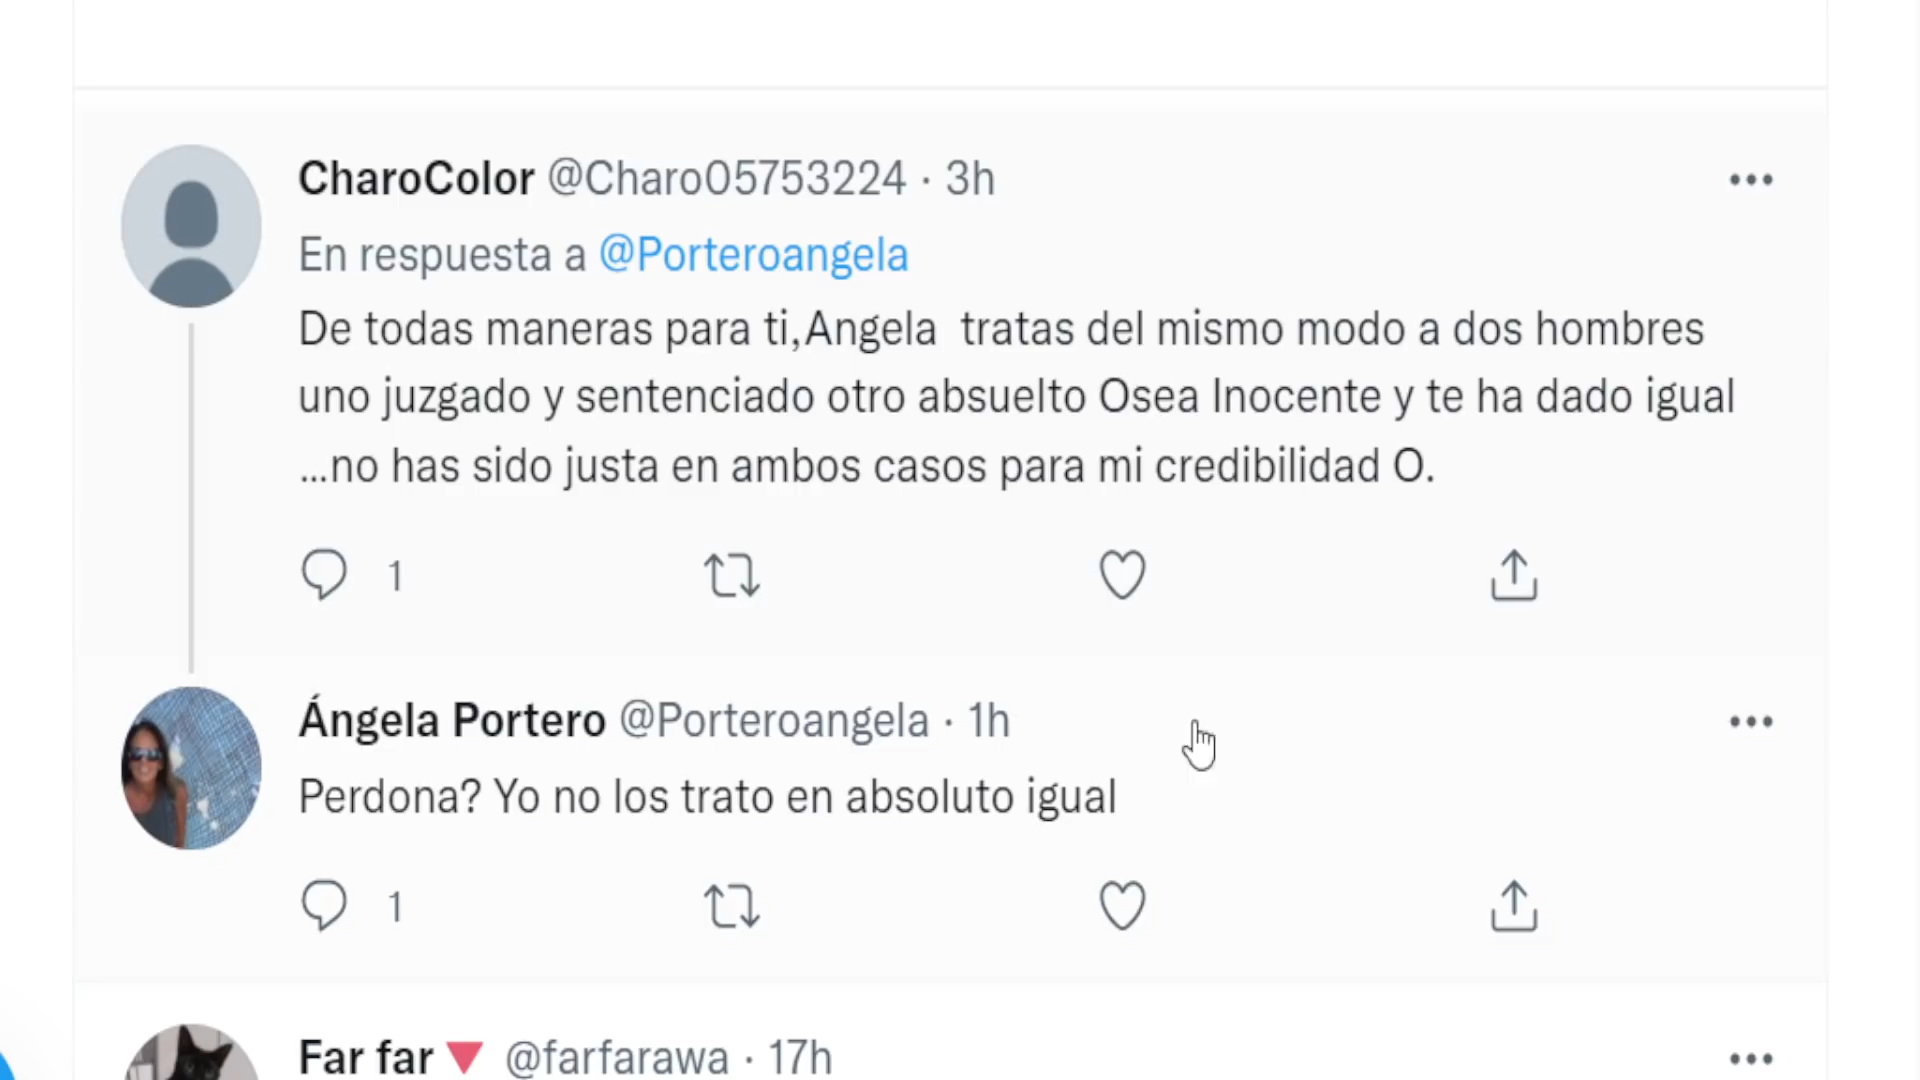 CharoColor @Charo05753224 · 3h
En respuesta a @Porteroangela
De todas maneras para ti,Angela  tratas del mismo modo a dos hombres
uno juzgado y sentenciado otro absuelto Osea Inocente y te ha dado igual
...no has sido justa en ambos casos para mi credibilidad O.
1
Ángela Portero @Porteroangela · 1h
Perdona? Yo no los trato en absoluto igual
1
Far far @farfarawa · 17h